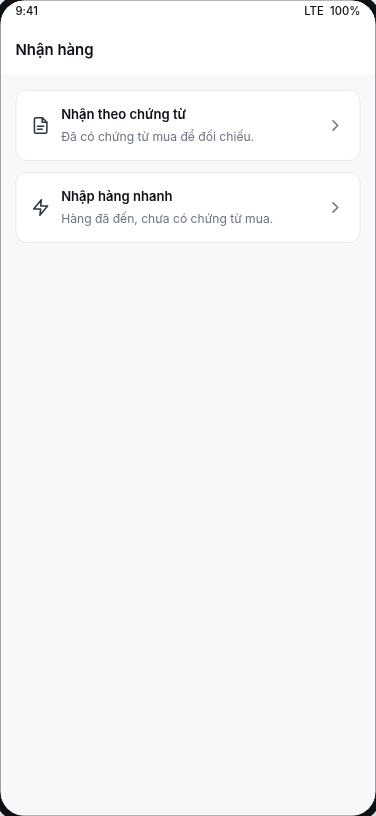 9:41 LTE 100%
Nhận hàng
Nhận theo chứng từ
Đã có chứng từ mua để đối chiếu.
Nhập hàng nhanh
Hàng đã đến, chưa có chứng từ mua.